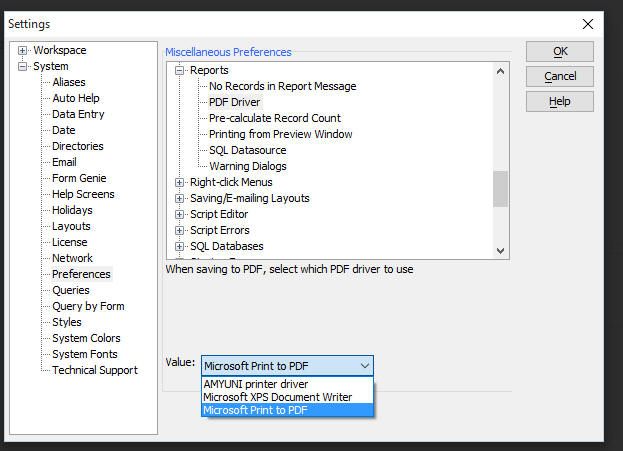 Settings
Workspace
System
Aliases
Auto Help
Data Entry
Date
Directories
Email
Form Genie
Help Screens
Holidays
Layouts
License
Network
Preferences
Queries
Query by Form
Styles
System Colors
System Fonts
Technical Support
Miscellaneous Preferences
Reports
No Records in Report Message
PDF Driver
Pre-calculate Record Count
Printing from Preview Window
SQL Datasource
Warning Dialogs
Right-click Menus
Saving/E-mailing Layouts
Script Editor
Script Errors
SQL Databases
When saving to PDF, select which PDF driver to use
Value: Microsoft Print to PDF
AMYUNI printer driver
Microsoft XPS Document Writer
Microsoft Print to PDF
OK
Cancel
Help